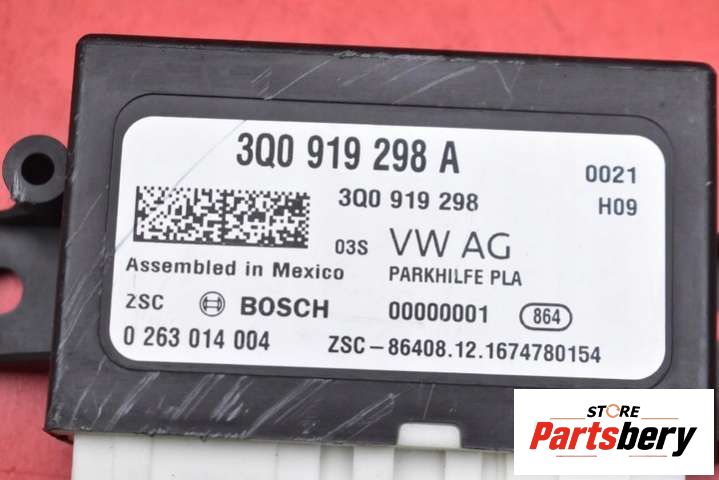 3Q0 919 298 A
0021
3Q0 919 298
H09
03S VW AG
Assembled in Mexico
PARKHILFE PLA
ZSC BOSCH 00000001 864
0 263 014 004 ZSC-86408.12.1674780154
STORE
Partsbery